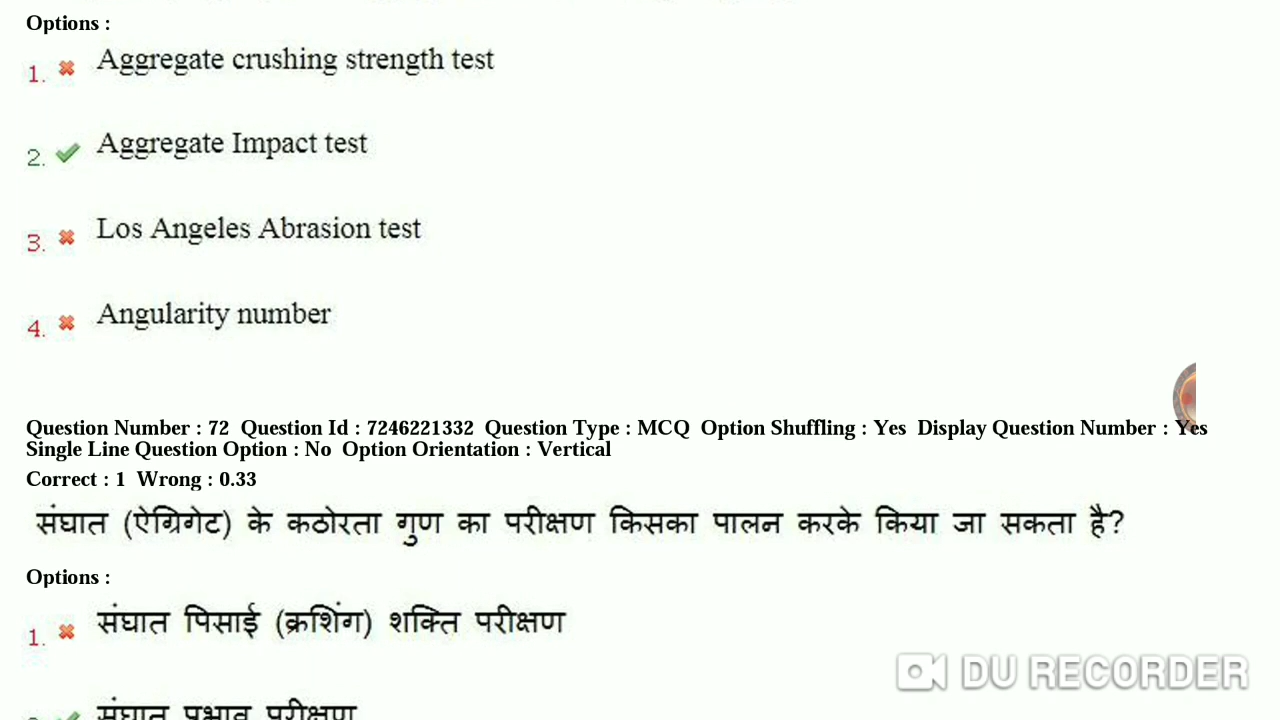 Options :
1. Aggregate crushing strength test
2. Aggregate Impact test
3. Los Angeles Abrasion test
4. Angularity number
Question Number : 72 Question Id : 7246221332 Question Type : MCQ Option Shuffling : Yes Display Question Number : Yes
Single Line Question Option : No Option Orientation : Vertical
Correct : 1 Wrong : 0.33
संघात (ऐग्रिगेट) के कठोरता गुण का परीक्षण किसका पालन करके किया जा सकता है?
Options :
1. संघात पिसाई (क्रशिंग) शक्ति परीक्षण
संघात प्रभाव परीक्षण
DU RECORDER